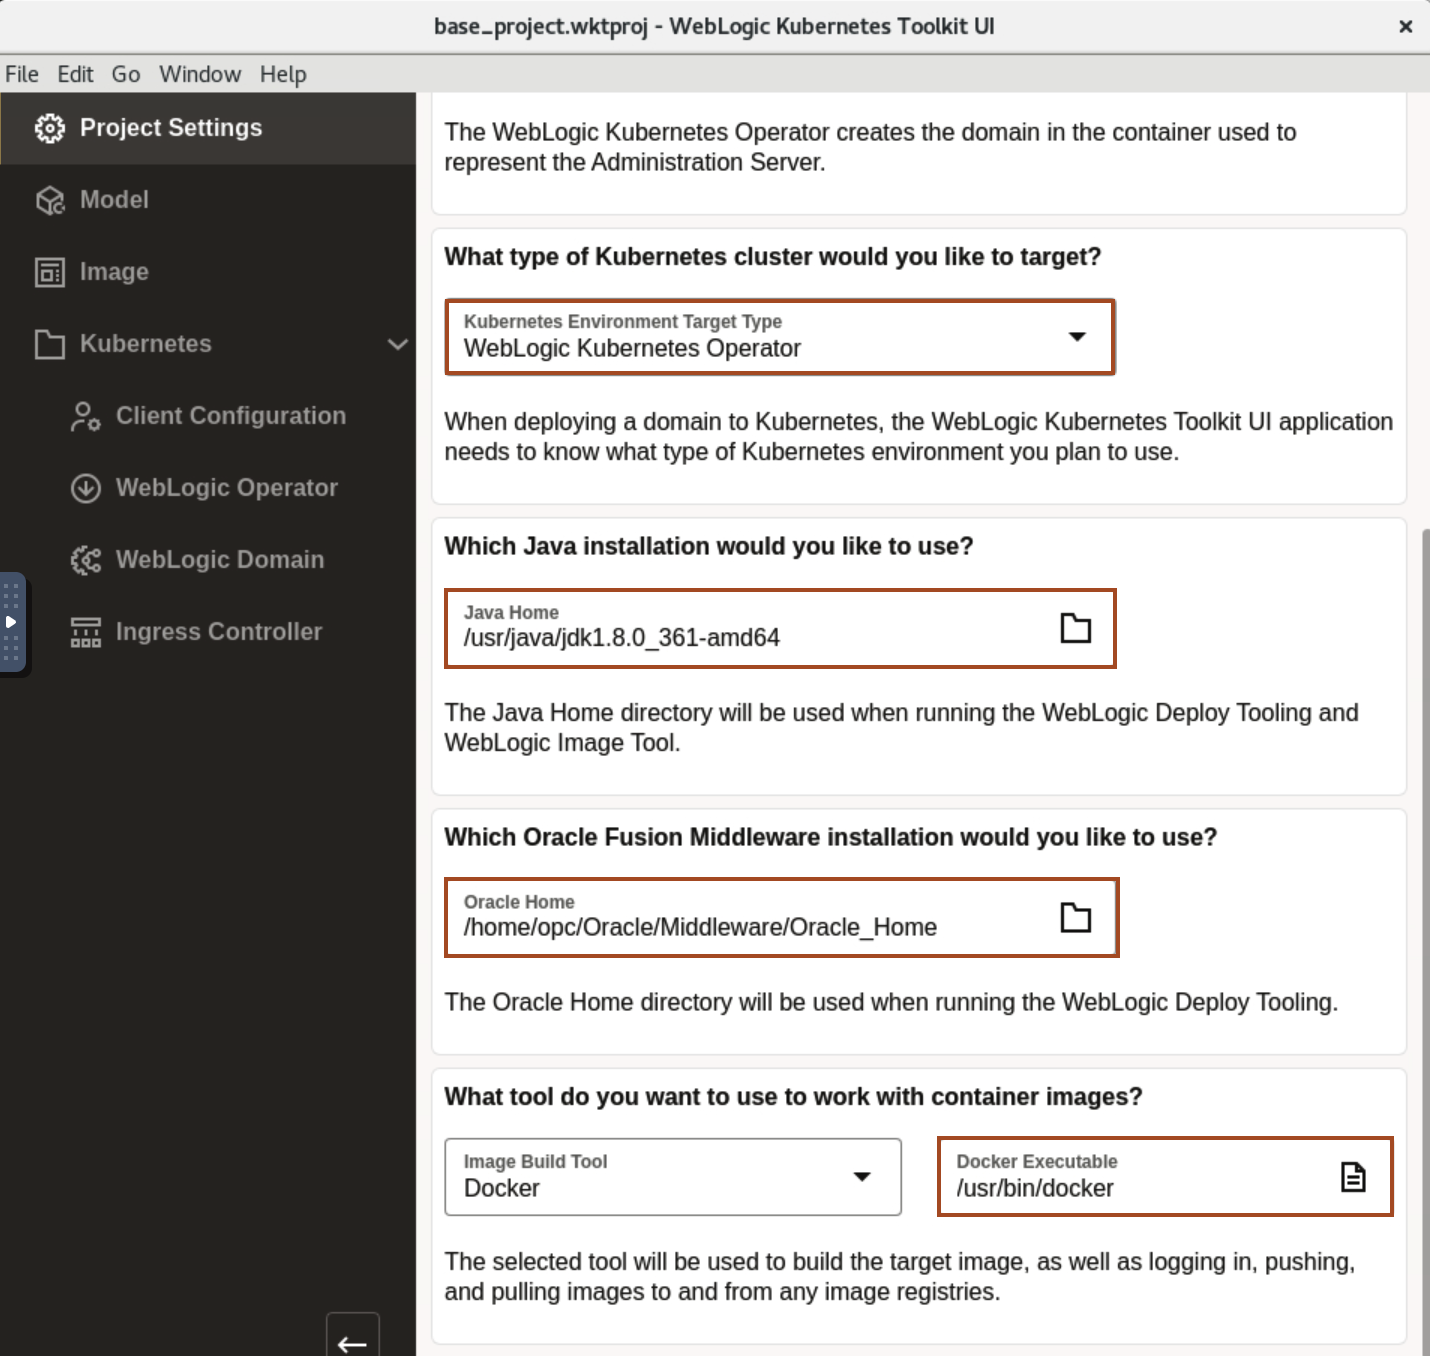 base_project.wktproj - WebLogic Kubernetes Toolkit UI
File Edit Go Window Help
Project Settings
Model
Image
Kubernetes
Client Configuration
WebLogic Operator
WebLogic Domain
Ingress Controller
The WebLogic Kubernetes Operator creates the domain in the container used to
represent the Administration Server.
What type of Kubernetes cluster would you like to target?
Kubernetes Environment Target Type
WebLogic Kubernetes Operator
When deploying a domain to Kubernetes, the WebLogic Kubernetes Toolkit UI application
needs to know what type of Kubernetes environment you plan to use.
Which Java installation would you like to use?
Java Home
/usr/java/jdk1.8.0_361-amd64
The Java Home directory will be used when running the WebLogic Deploy Tooling and
WebLogic Image Tool.
Which Oracle Fusion Middleware installation would you like to use?
Oracle Home
/home/opc/Oracle/Middleware/Oracle_Home
The Oracle Home directory will be used when running the WebLogic Deploy Tooling.
What tool do you want to use to work with container images?
Image Build Tool
Docker
Docker Executable
/usr/bin/docker
The selected tool will be used to build the target image, as well as logging in, pushing,
and pulling images to and from any image registries.